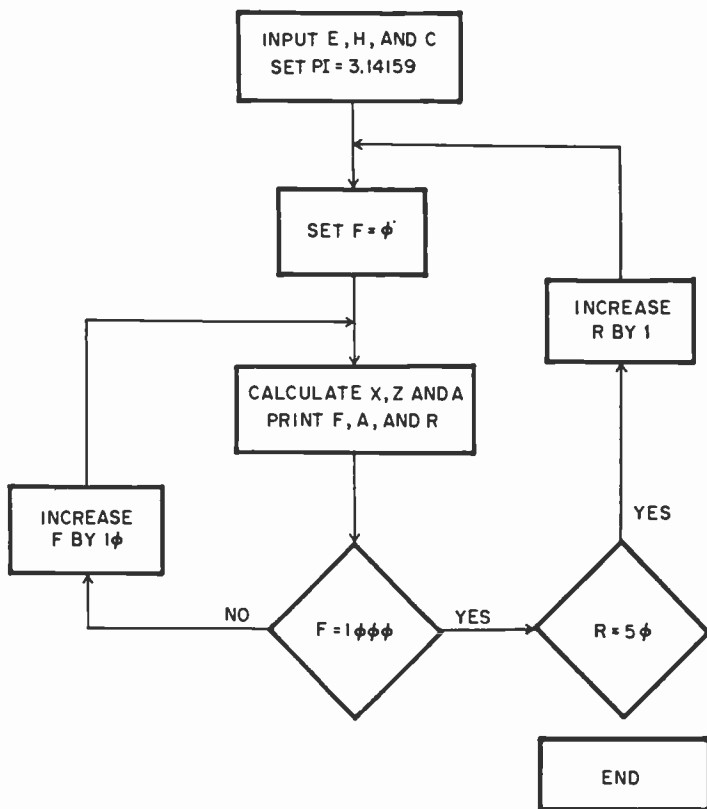 INPUT E, H, AND C
SET PI = 3.14159
SET F = ϕ
INCREASE
R BY 1
CALCULATE X, Z AND A
PRINT F, A, AND R
INCREASE
F BY 1ϕ
YES
NO
F = 1ϕϕϕ
YES
R = 5ϕ
END